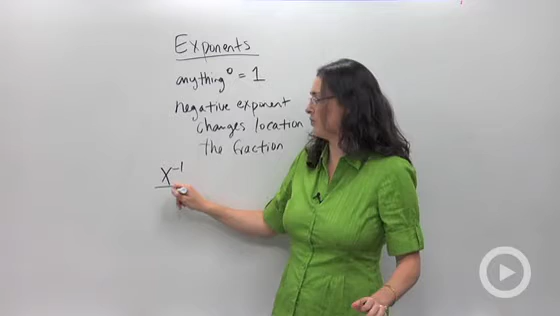 Exponents
anything⁰ = 1
negative exponent
changes location
the fraction
x⁻¹